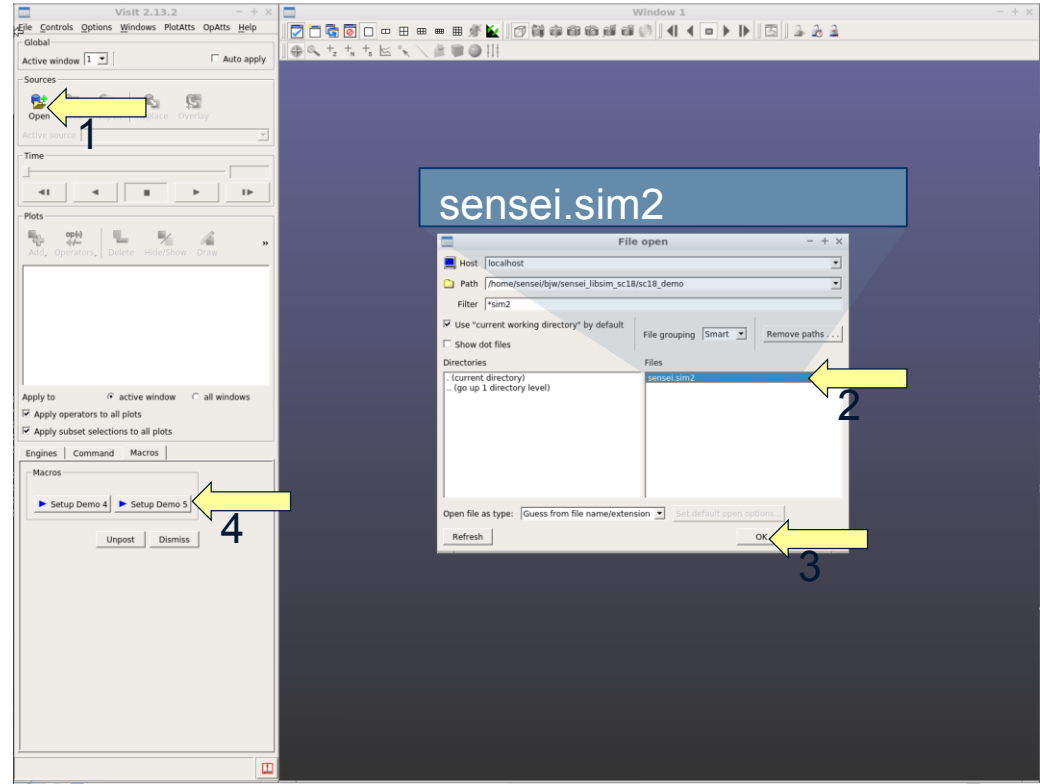 VisIt 2.13.2
File Controls Options Windows PlotAtts OpAtts Help
Global
Active window 1 Auto apply
Sources
Open Replace Overlay
1
Active source
Time
Plots
op(i)
Add Operators Delete Hide/Show Draw »
Apply to active window all windows
Apply operators to all plots
Apply subset selections to all plots
Engines Command Macros
Macros
Setup Demo 4 Setup Demo 5
4
Unpost Dismiss
Window 1
sensei.sim2
File open
Host localhost
Path /home/sensei/bjw/sensei_libsim_sc18/sc18_demo
Filter *sim2
Use "current working directory" by default
Show dot files
File grouping Smart Remove paths . . .
Directories Files
. (current directory) sensei.sim2
.. (go up 1 directory level)
2
Open file as type: Guess from file name/extension Set default open options...
Refresh OK
3